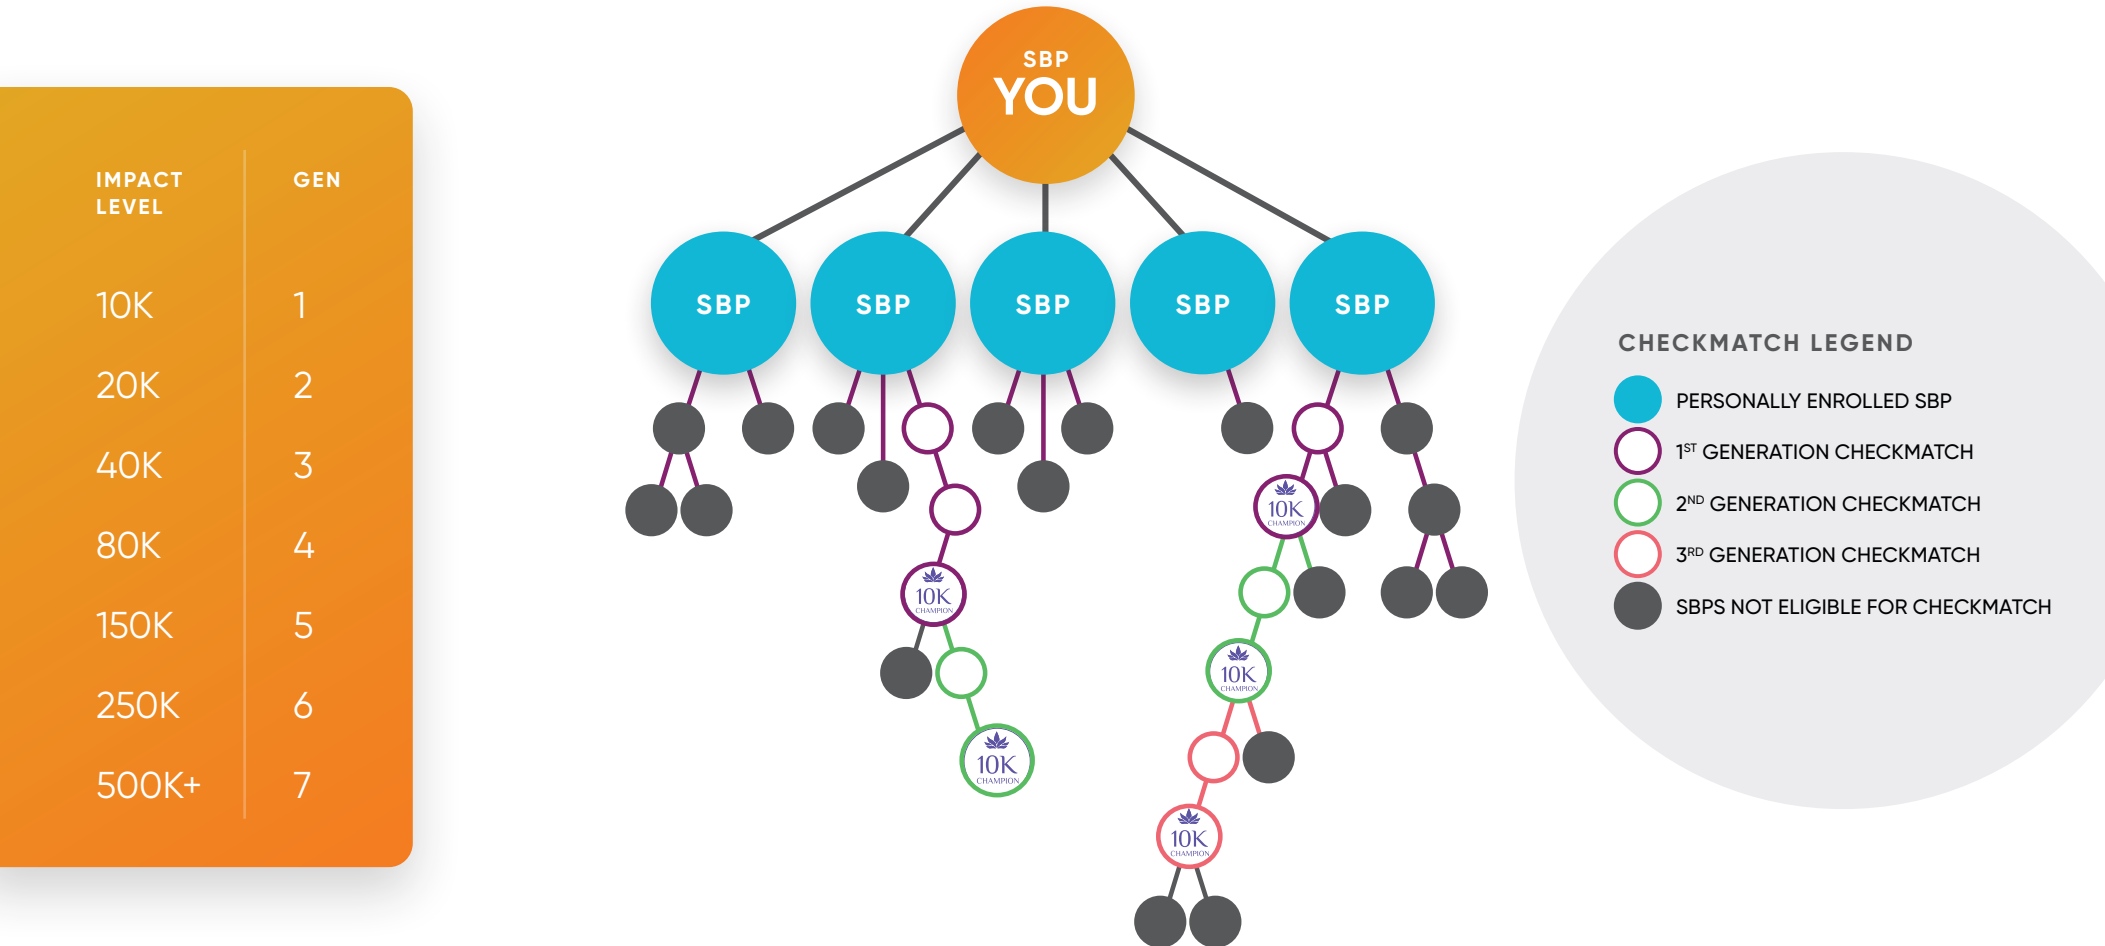 IMPACT
LEVEL
GEN
10K 1
20K 2
40K 3
80K 4
150K 5
250K 6
500K+ 7
SBP
YOU
SBP SBP SBP SBP SBP
10K
CHAMPION
10K
CHAMPION
10K
CHAMPION
10K
CHAMPION
10K
CHAMPION
CHECKMATCH LEGEND
PERSONALLY ENROLLED SBP
1ST GENERATION CHECKMATCH
2ND GENERATION CHECKMATCH
3RD GENERATION CHECKMATCH
SBPS NOT ELIGIBLE FOR CHECKMATCH